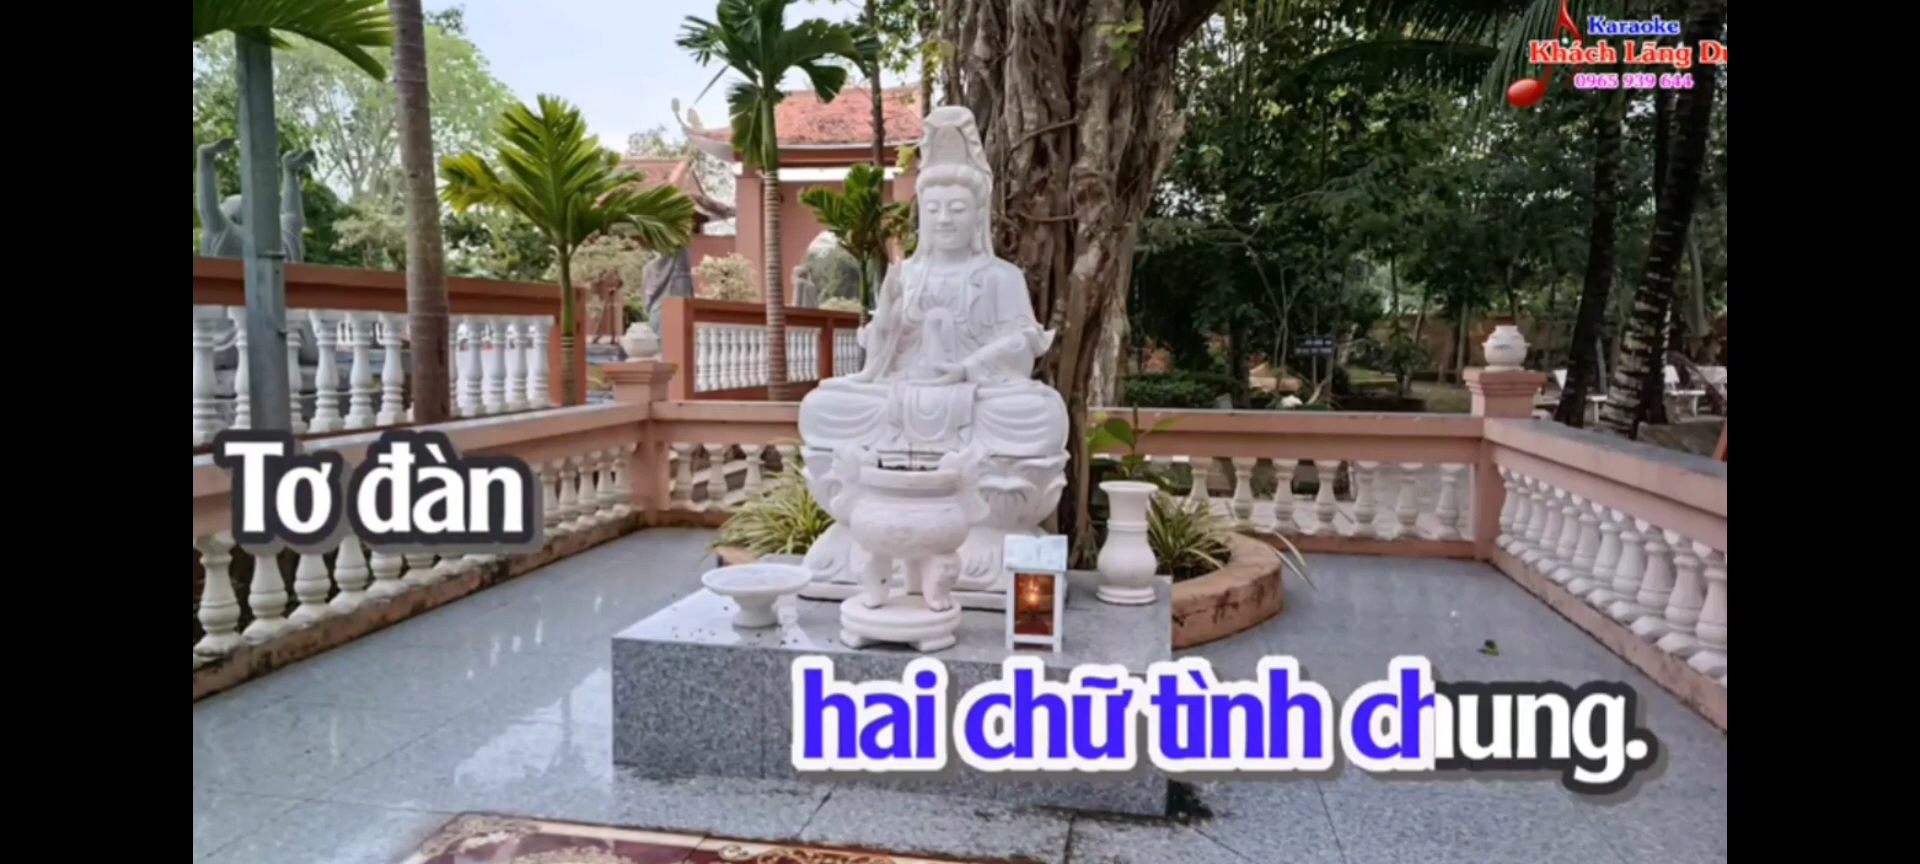 Karaoke
Khách Lãng Du
0965 939 644
Tơ đàn
hai chữ tình chung.